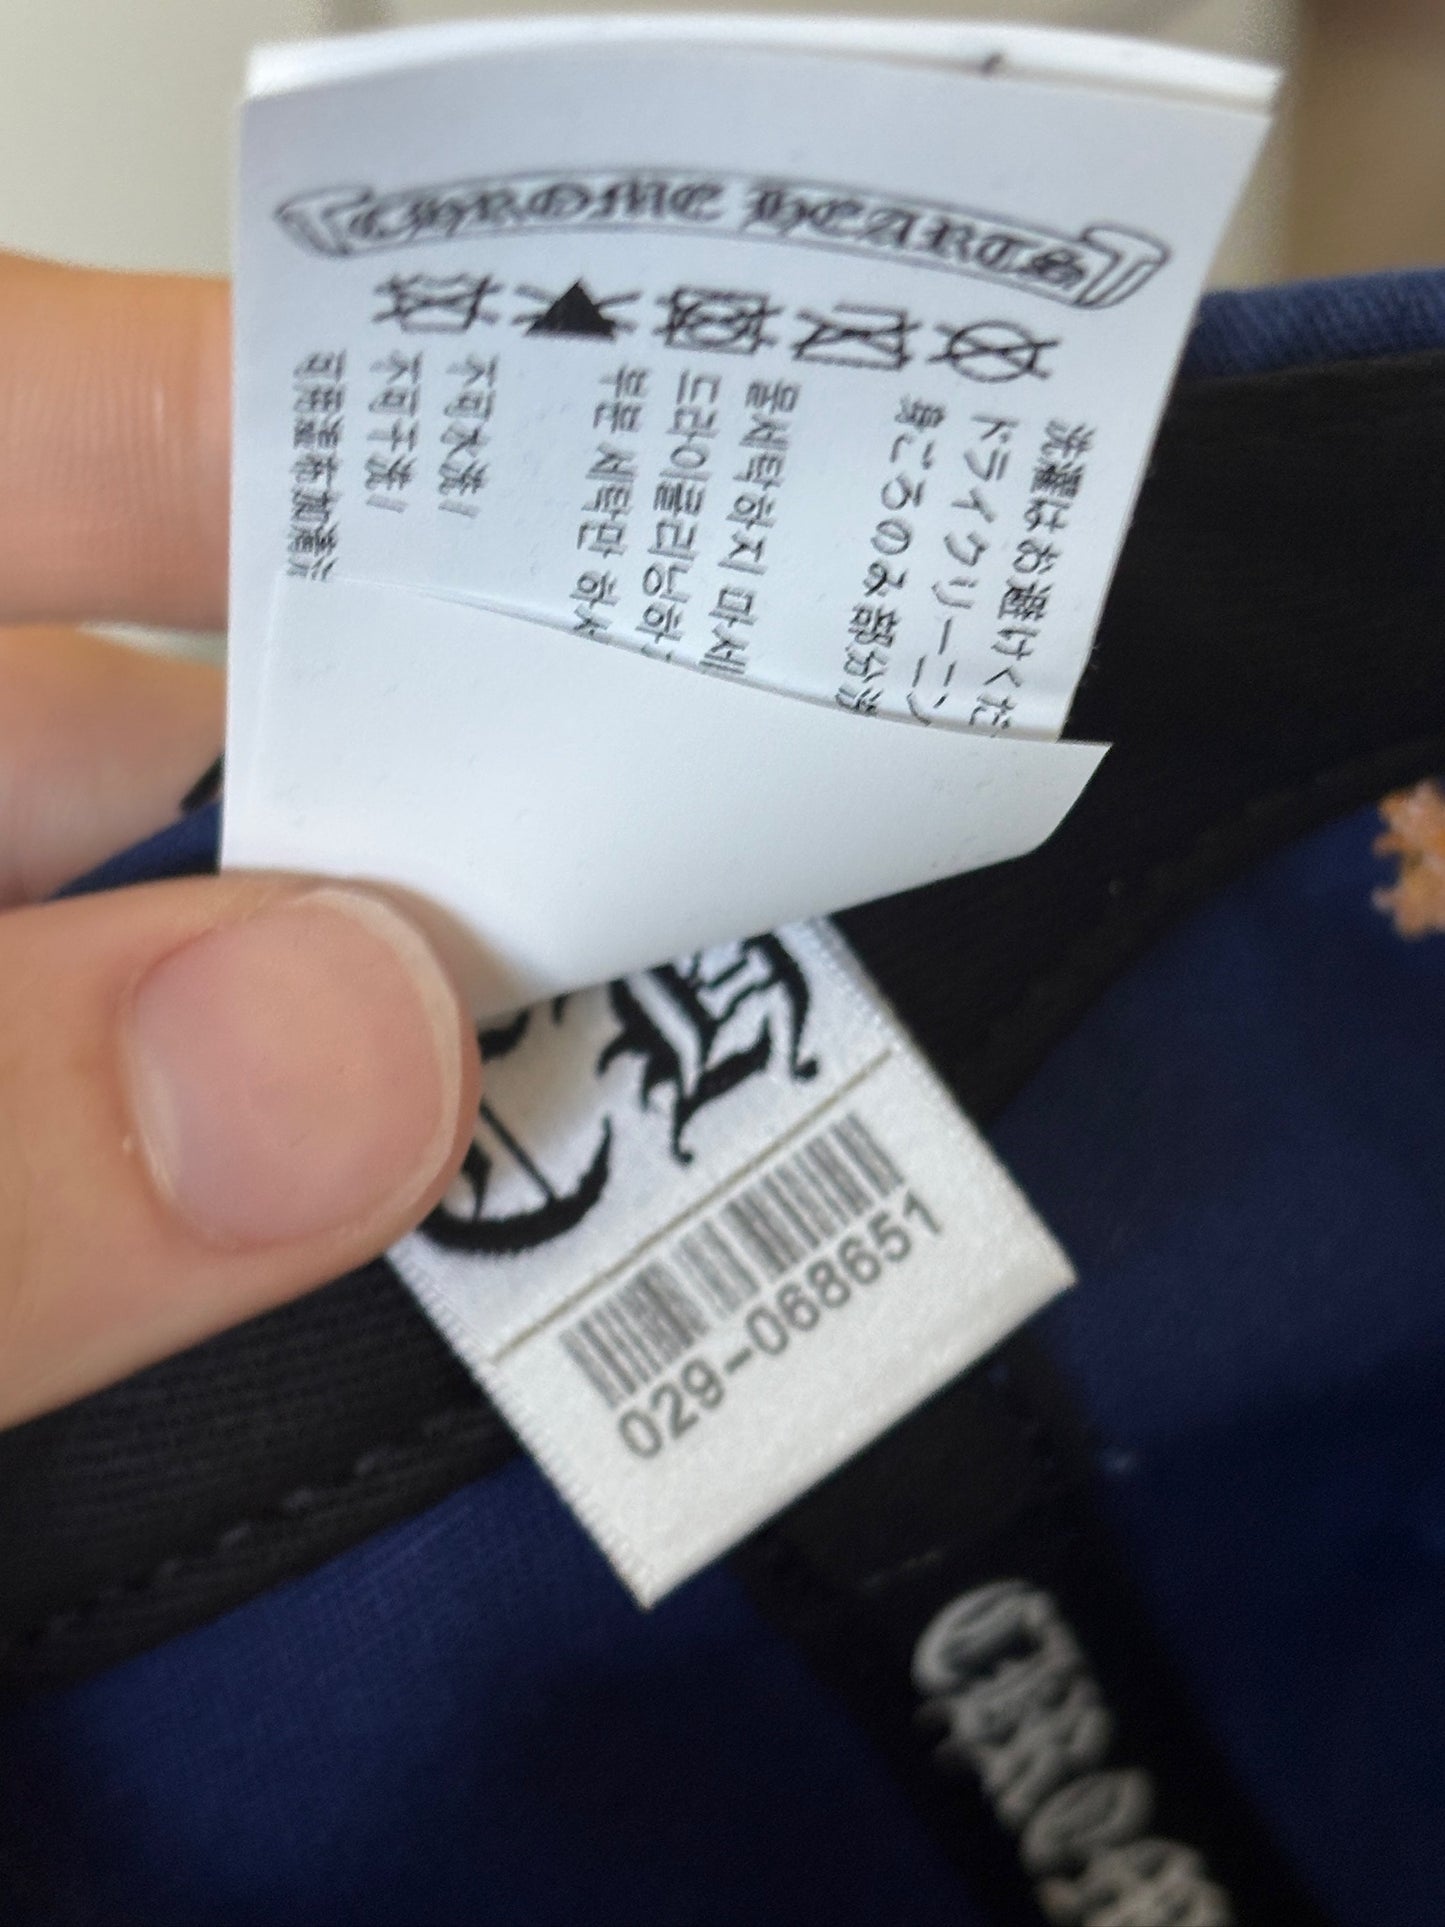 CHROME HEARTS
洗濯はお避けくだ
ドライクリーニン
身ごろのみ部分洗
물세탁하지 마세
드라이클리닝하
부분 세탁만 하
不可水洗/
不可干洗/
029-068651
CHRO